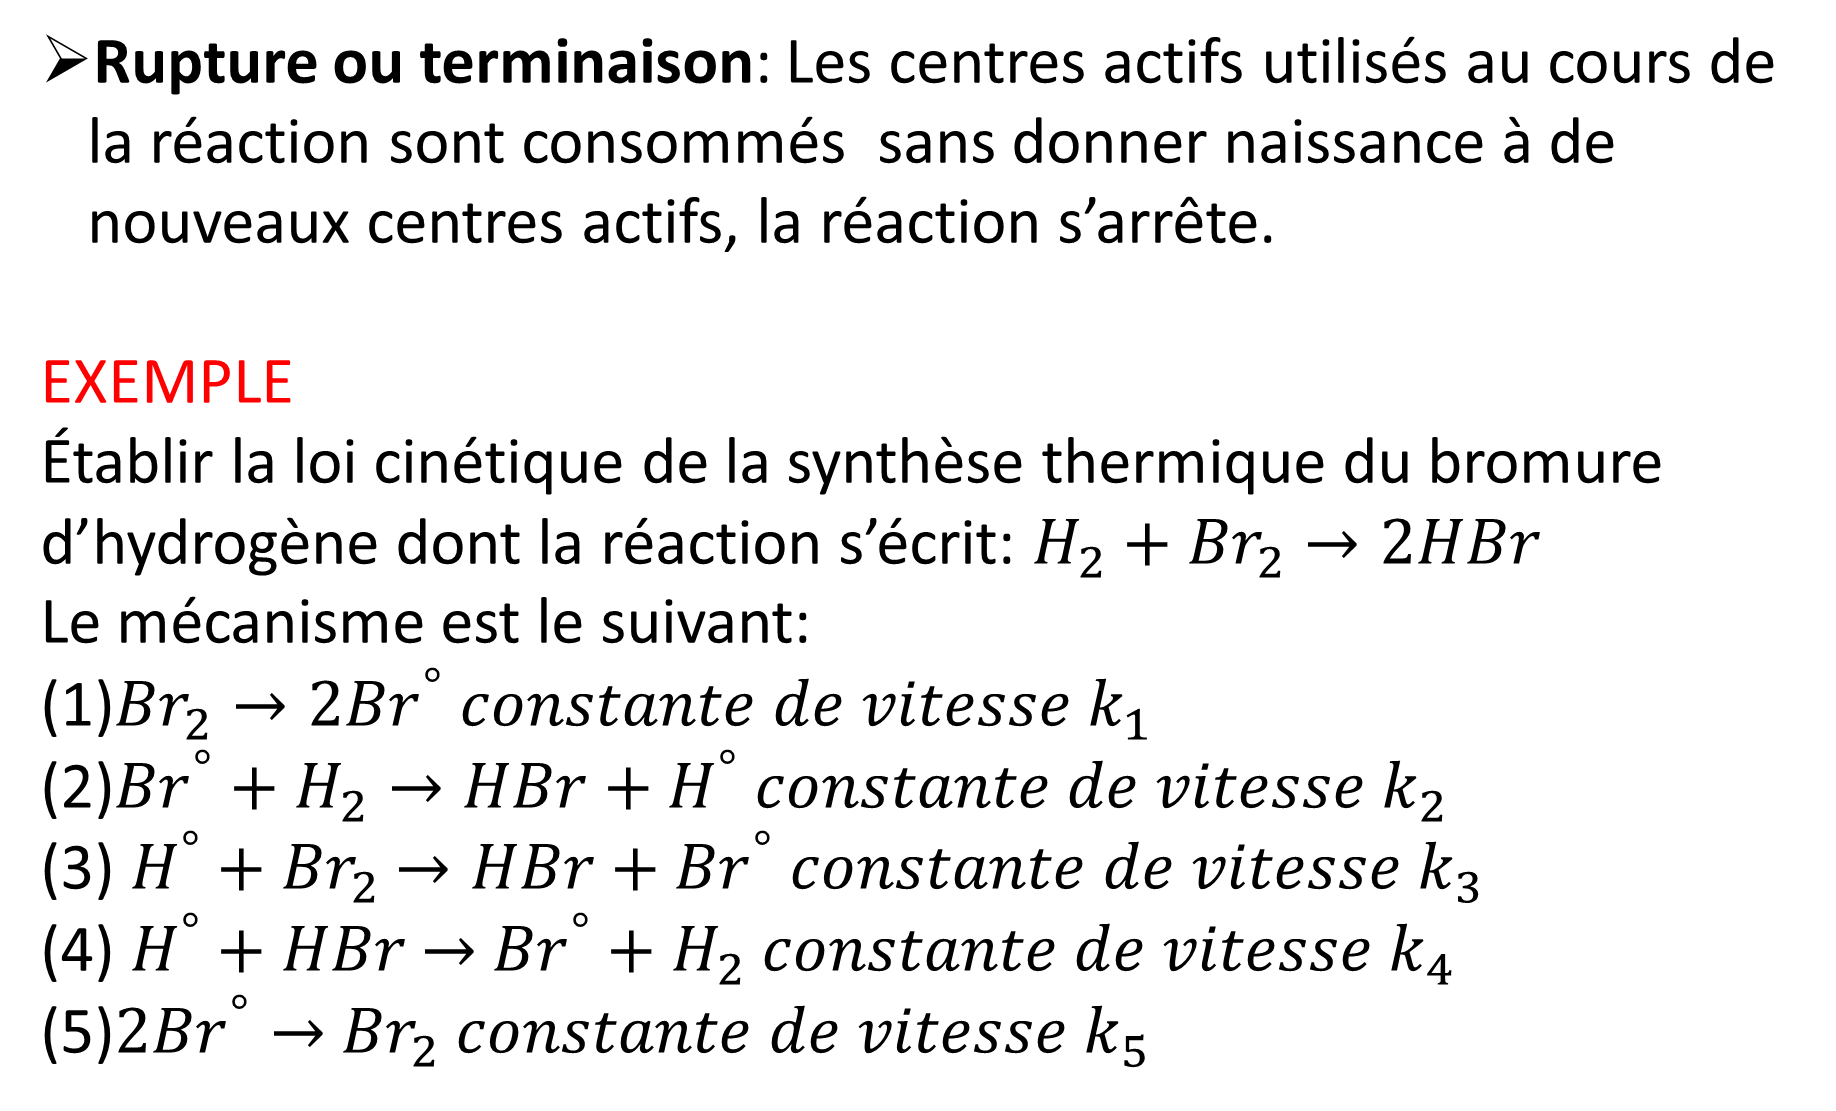 ➢Rupture ou terminaison: Les centres actifs utilisés au cours de
la réaction sont consommés  sans donner naissance à de
nouveaux centres actifs, la réaction s’arrête.
EXEMPLE
Établir la loi cinétique de la synthèse thermique du bromure
d’hydrogène dont la réaction s’écrit: H₂ + Br₂ → 2HBr
Le mécanisme est le suivant:
(1)Br₂ → 2Br° constante de vitesse k₁
(2)Br° + H₂ → HBr + H° constante de vitesse k₂
(3) H° + Br₂ → HBr + Br° constante de vitesse k₃
(4) H° + HBr → Br° + H₂ constante de vitesse k₄
(5)2Br° → Br₂ constante de vitesse k₅